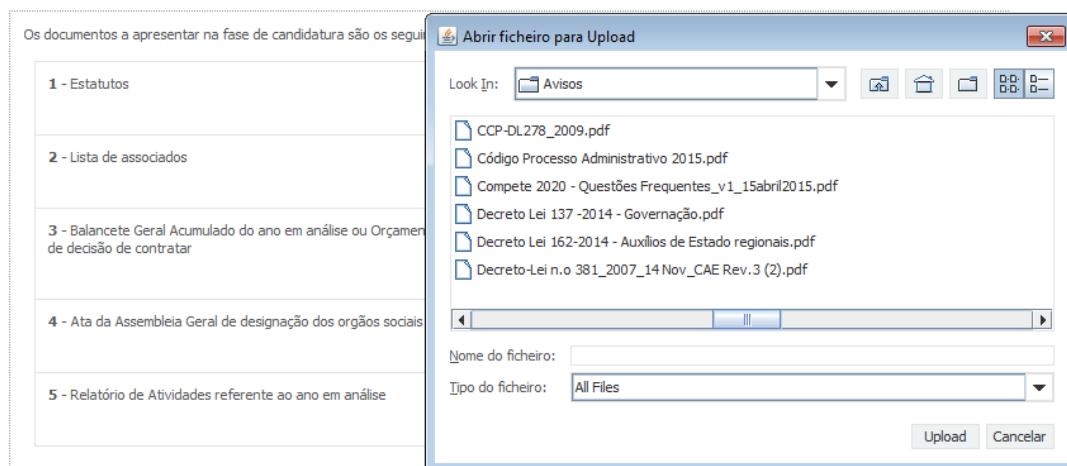 Os documentos a apresentar na fase de candidatura são os segui
1 - Estatutos
2 - Lista de associados
3 - Balancete Geral Acumulado do ano em análise ou Orçamen
de decisão de contratar
4 - Ata da Assembleia Geral de designação dos orgãos sociais
5 - Relatório de Atividades referente ao ano em análise
Abrir ficheiro para Upload
Look In:
Avisos
CCP-DL278_2009.pdf
Código Processo Administrativo 2015.pdf
Compete 2020 - Questões Frequentes_v1_15abril2015.pdf
Decreto Lei 137 -2014 - Governação.pdf
Decreto Lei 162-2014 - Auxílios de Estado regionais.pdf
Decreto-Lei n.o 381_2007_14 Nov_CAE Rev.3 (2).pdf
Nome do ficheiro:
Tipo do ficheiro: All Files
Upload Cancelar